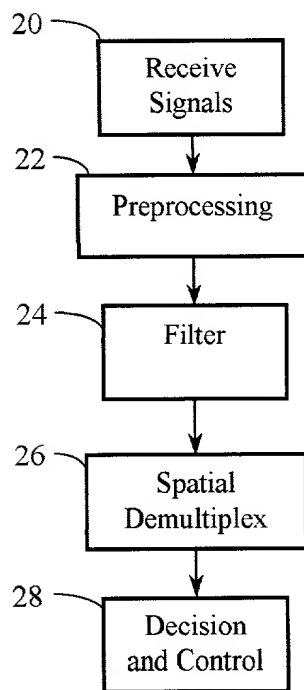 20
Receive
Signals
22
Preprocessing
24
Filter
26
Spatial
Demultiplex
28
Decision
and Control